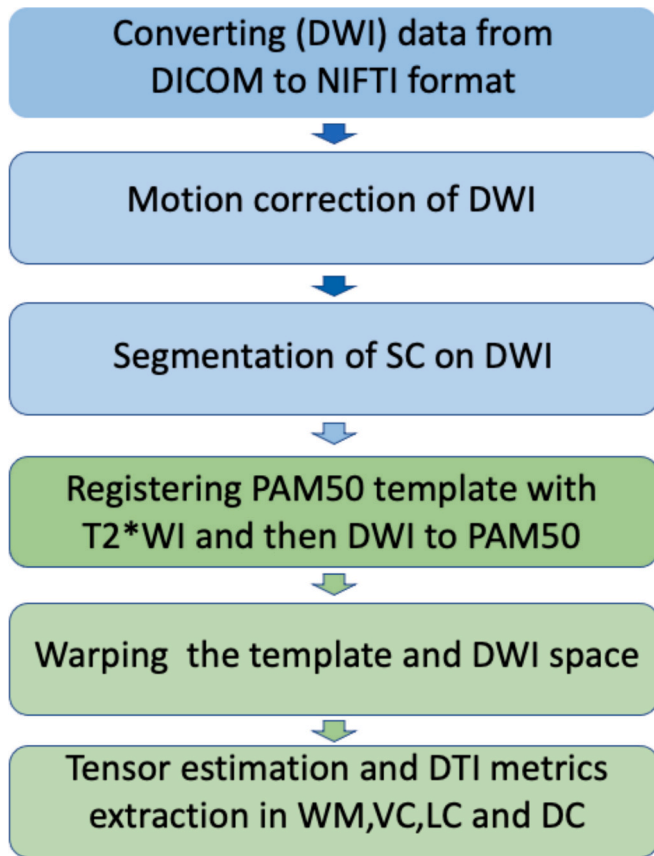 Converting (DWI) data from
DICOM to NIFTI format
Motion correction of DWI
Segmentation of SC on DWI
Registering PAM50 template with
T2*WI and then DWI to PAM50
Warping  the template and DWI space
Tensor estimation and DTI metrics
extraction in WM,VC,LC and DC